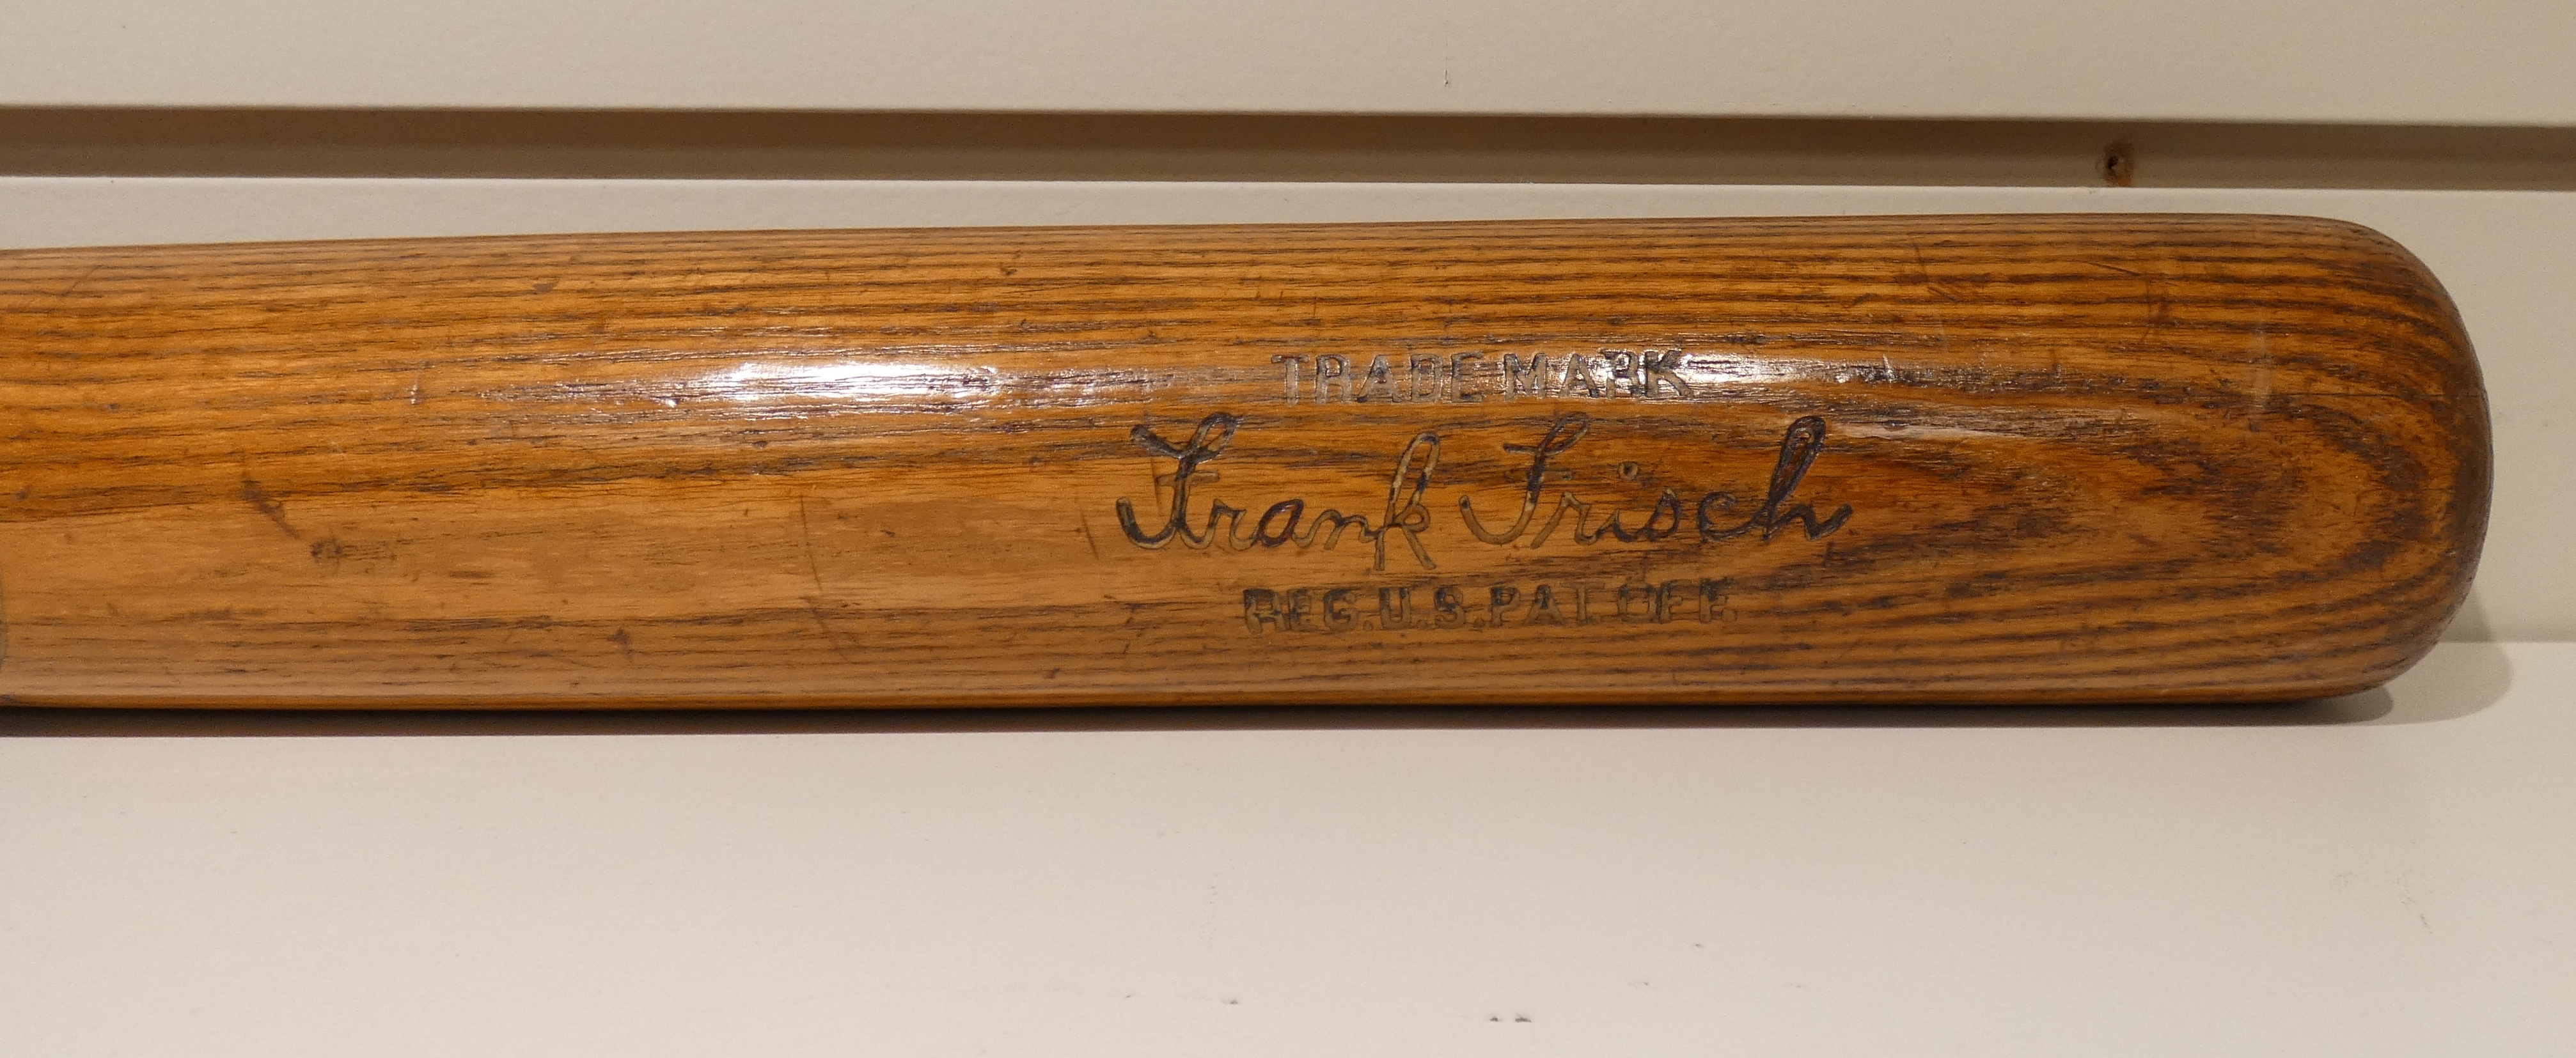 TRADE MARK
Frank Frisch
REG. U.S. PAT. OFF.